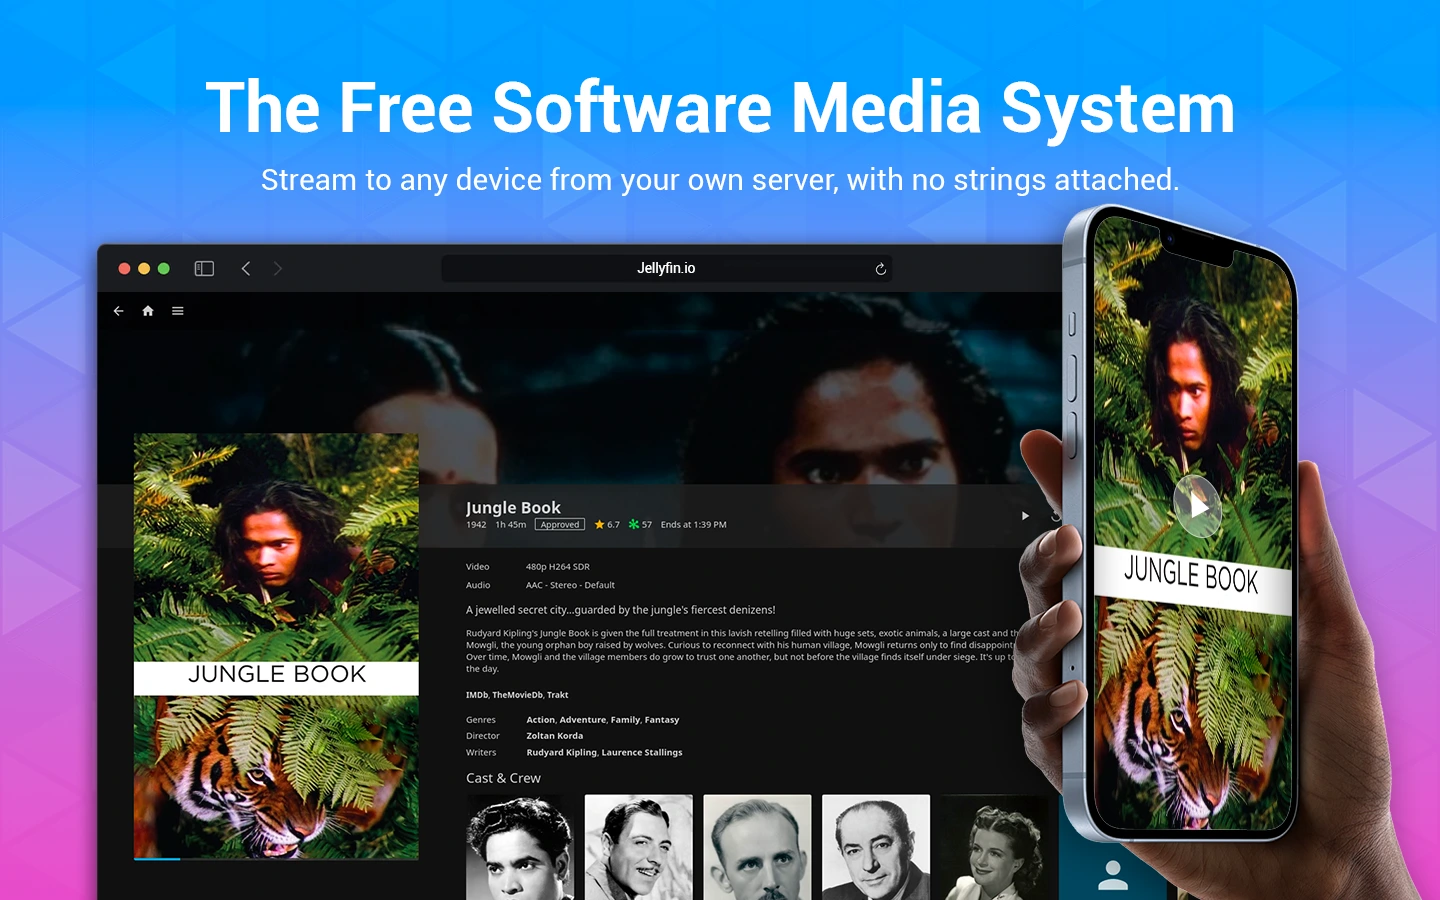 The Free Software Media System
Stream to any device from your own server, with no strings attached.
Jellyfin.io
Jungle Book
1942 1h 45m Approved 6.7 57 Ends at 1:39 PM
Video 480p H264 SDR
Audio AAC - Stereo - Default
A jewelled secret city...guarded by the jungle's fiercest denizens!
Rudyard Kipling's Jungle Book is given the full treatment in this lavish retelling filled with huge sets, exotic animals, a large cast and
Mowgli, the young orphan boy raised by wolves. Curious to reconnect with his human village, Mowgli returns only to find
Over time, Mowgli and the village members do grow to trust one another, but not before the village finds itself under siege. It's up to
the day.
IMDb, TheMovieDb, Trakt
Genres Action, Adventure, Family, Fantasy
Director Zoltan Korda
Writers Rudyard Kipling, Laurence Stallings
Cast & Crew
JUNGLE BOOK
JUNGLE BOOK